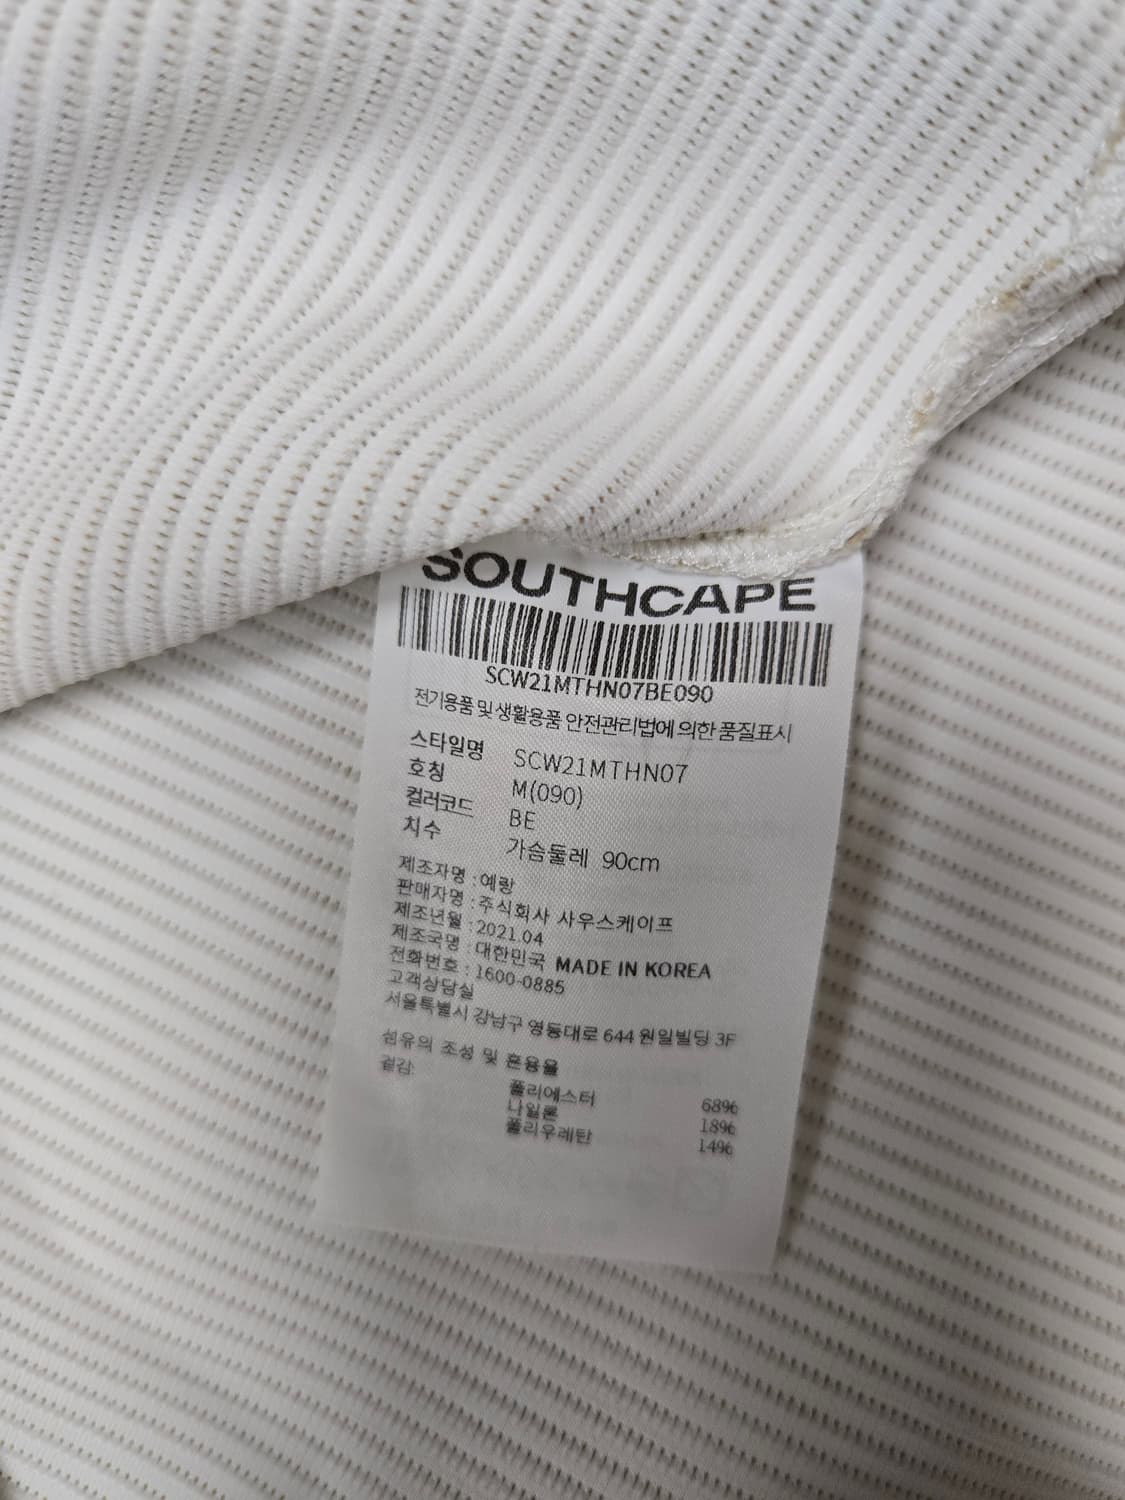 SOUTHCAPE
SCW21MTHN07BE090
전기용품 및 생활용품 안전관리법에 의한 품질표시
스타일명 SCW21MTHN07
호칭 M(090)
컬러코드 BE
치수 가슴둘레 90cm
제조자명 : 예랑
판매자명 : 주식회사 사우스케이프
제조년월 : 2021.04
제조국명 : 대한민국 MADE IN KOREA
전화번호 : 1600-0885
고객상담실
서울특별시 강남구 영동대로 644 원일빌딩 3F
섬유의 조성 및 혼용율
겉감:
폴리에스터 68%
나일론 18%
폴리우레탄 14%